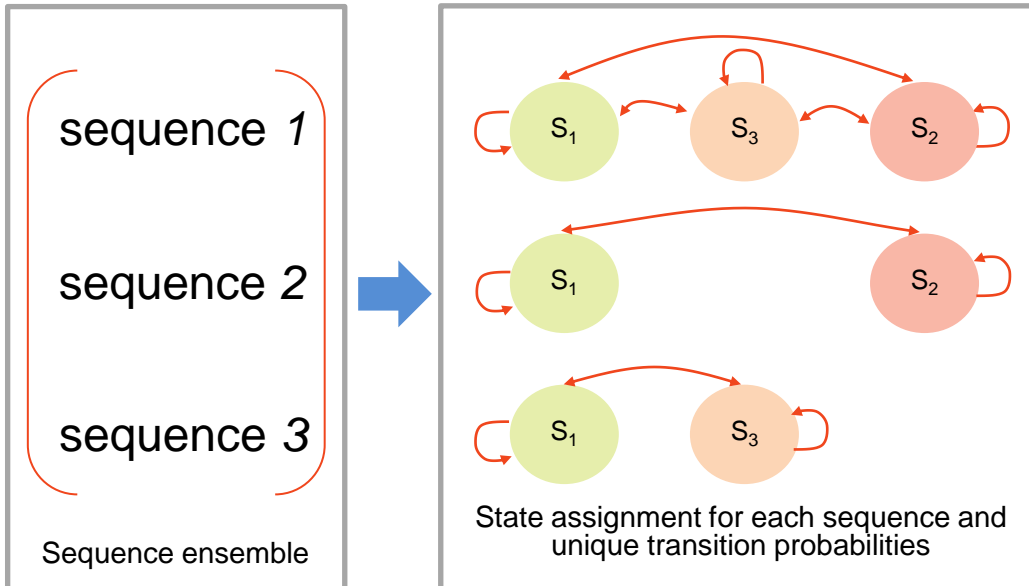 sequence 1
sequence 2
sequence 3
Sequence ensemble
S₁
S₃
S₂
S₁
S₂
S₁
S₃
State assignment for each sequence and
unique transition probabilities